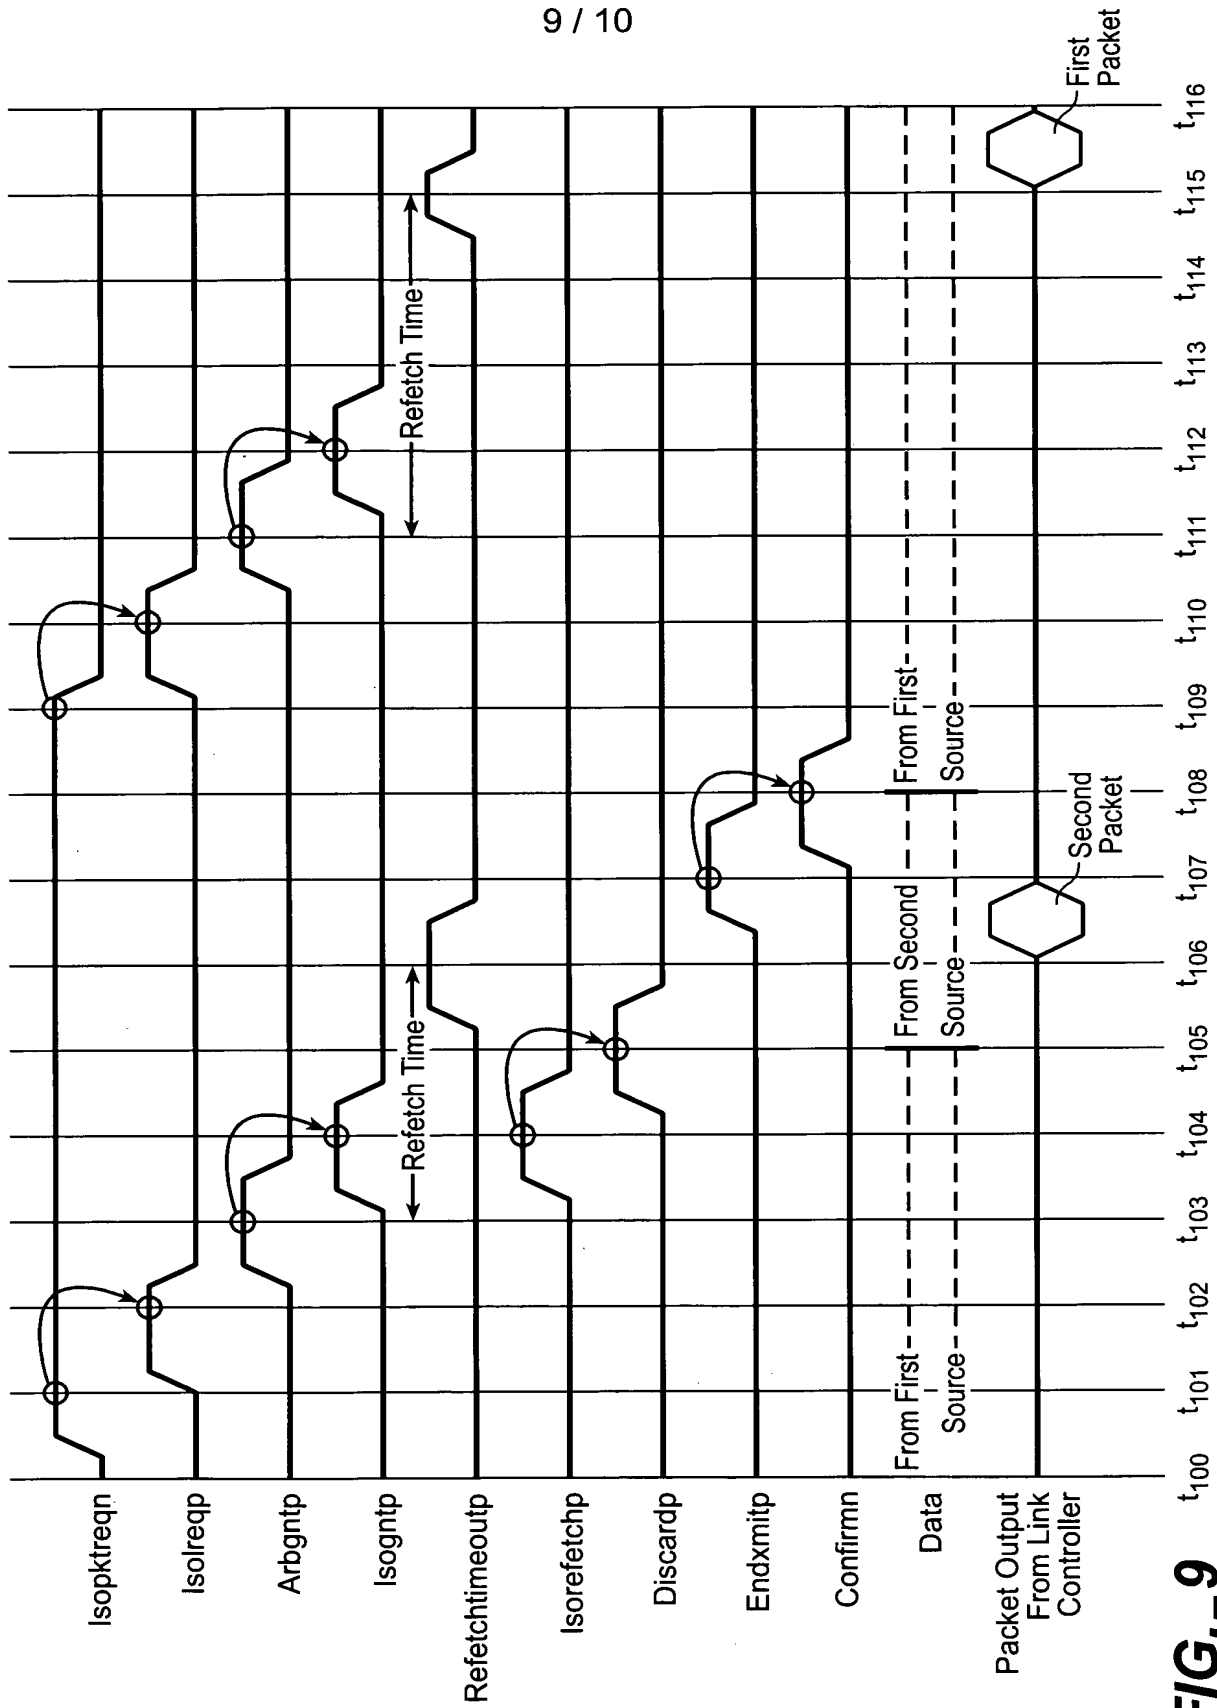 9 / 10
Isopktreqn
Isolreqp
Arbgntp
Isogntp
Refetchtimeoutp
Isorefetchp
Discardp
Endxmitp
Confirmn
Data
Packet Output
From Link
Controller
Refetch Time
Refetch Time
From First
Source
From Second
Source
From First
Source
Second
Packet
First
Packet
t100
t101
t102
t103
t104
t105
t106
t107
t108
t109
t110
t111
t112
t113
t114
t115
t116
FIG._9